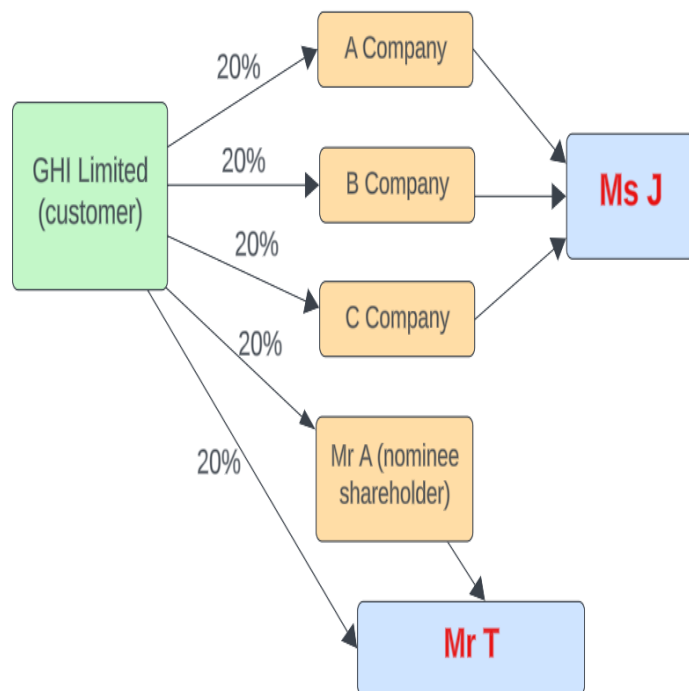 A Company
20%
GHI Limited
(customer)
20%
B Company
Ms J
20%
C Company
20%
20%
Mr A (nominee
shareholder)
Mr T